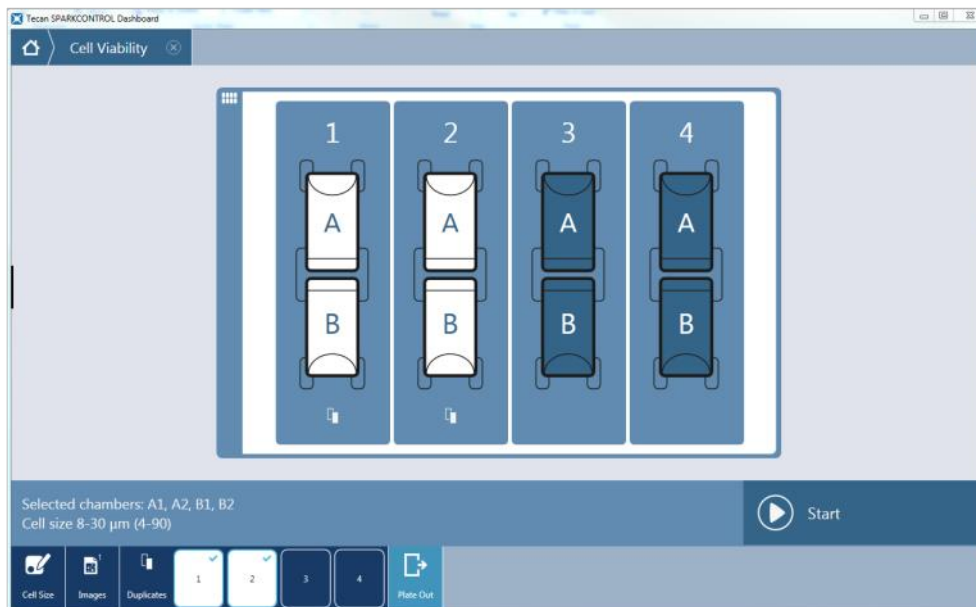 Tecan SPARKCONTROL Dashboard
Cell Viability
1 2 3 4
A A A A
B B B B
Selected chambers: A1, A2, B1, B2
Cell size 8-30 µm (4-90)
Start
1
1 2 3 4
Cell Size Images Duplicates Plate Out